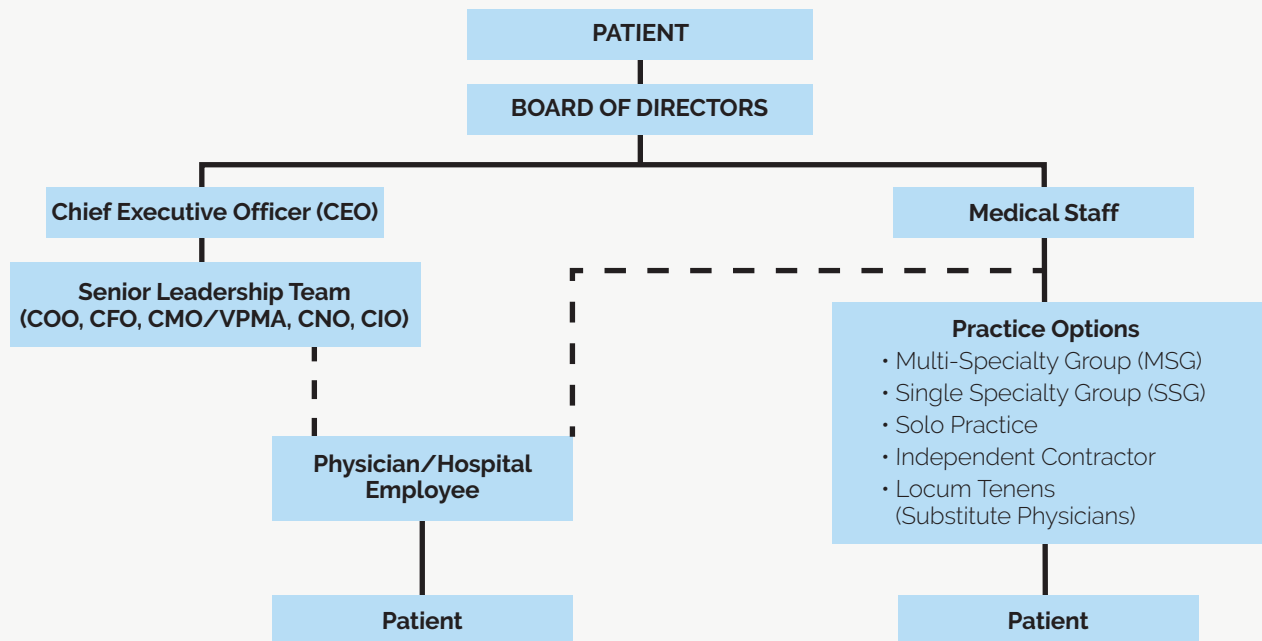 PATIENT
BOARD OF DIRECTORS
Chief Executive Officer (CEO)
Medical Staff
Senior Leadership Team
(COO, CFO, CMO/VPMA, CNO, CIO)
Practice Options
• Multi-Specialty Group (MSG)
• Single Specialty Group (SSG)
• Solo Practice
• Independent Contractor
• Locum Tenens
(Substitute Physicians)
Physician/Hospital
Employee
Patient
Patient